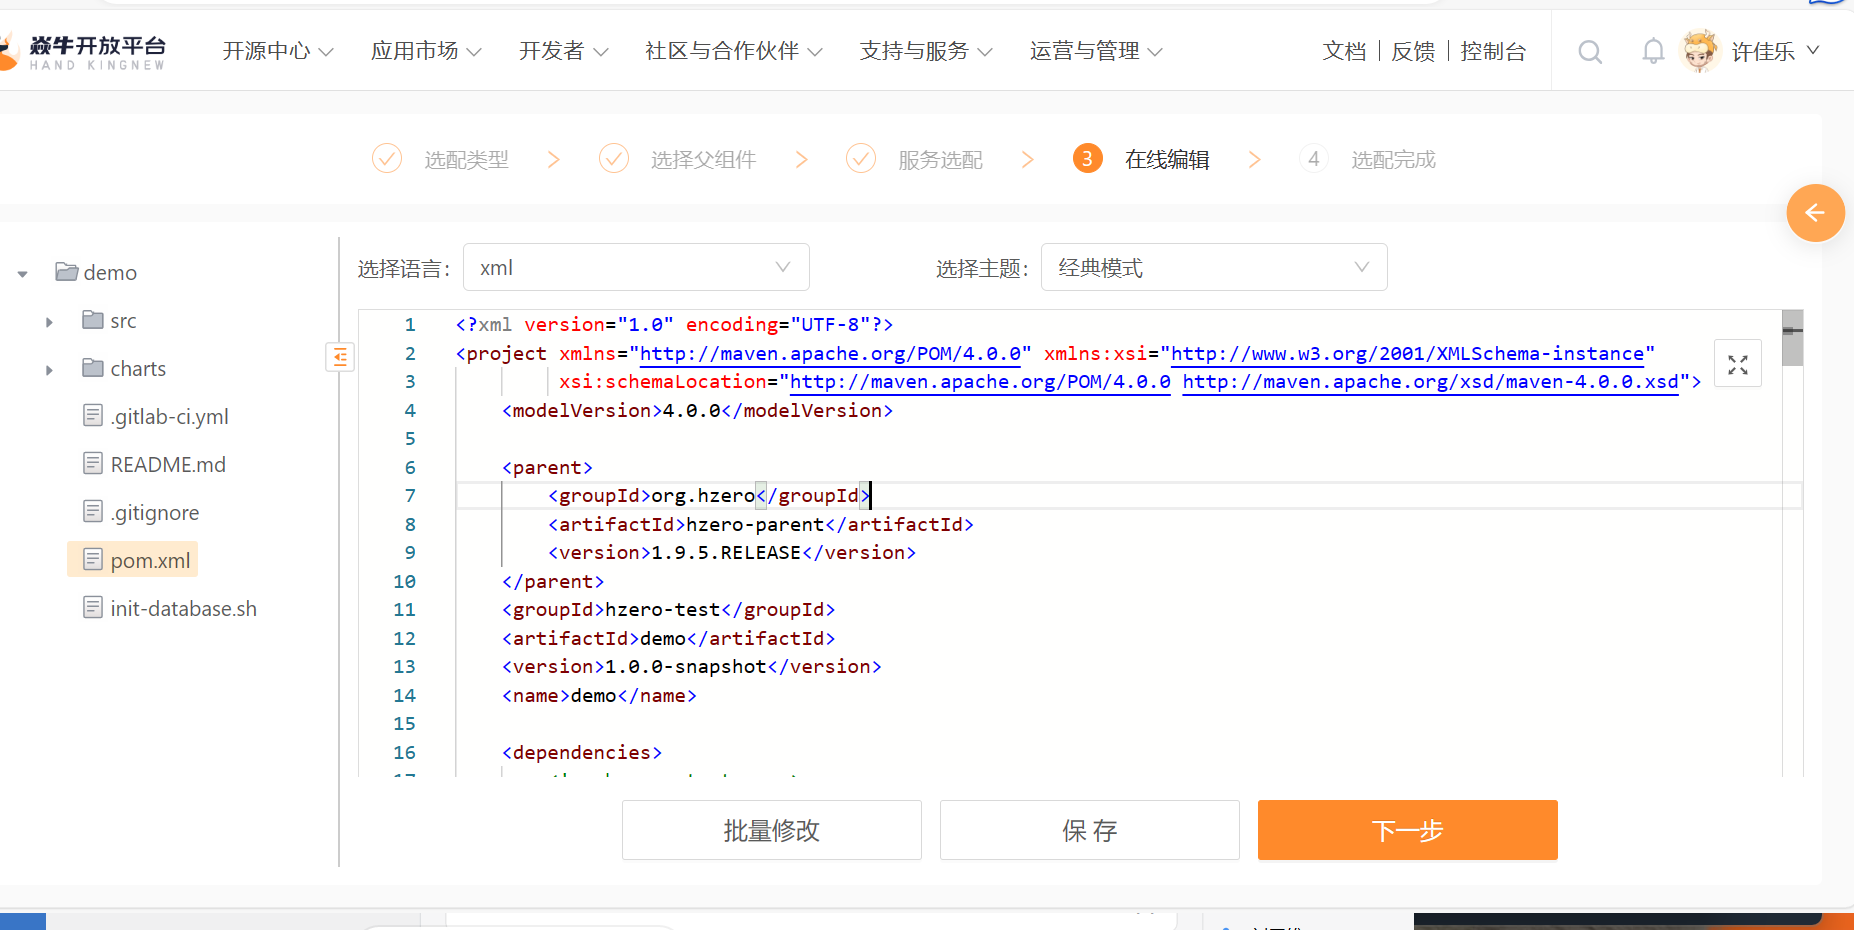 焱牛开放平台
HAND KINGNEW
开源中心 应用市场 开发者 社区与合作伙伴 支持与服务 运营与管理 文档 反馈 控制台 许佳乐
选配类型 选择父组件 服务选配 3 在线编辑 4 选配完成
demo
src
charts
.gitlab-ci.yml
README.md
.gitignore
pom.xml
init-database.sh
选择语言: xml 选择主题: 经典模式
1 <?xml version="1.0" encoding="UTF-8"?>
2 <project xmlns="http://maven.apache.org/POM/4.0.0" xmlns:xsi="http://www.w3.org/2001/XMLSchema-instance"
3 xsi:schemaLocation="http://maven.apache.org/POM/4.0.0 http://maven.apache.org/xsd/maven-4.0.0.xsd">
4 <modelVersion>4.0.0</modelVersion>
5
6 <parent>
7 <groupId>org.hzero</groupId>
8 <artifactId>hzero-parent</artifactId>
9 <version>1.9.5.RELEASE</version>
10 </parent>
11 <groupId>hzero-test</groupId>
12 <artifactId>demo</artifactId>
13 <version>1.0.0-snapshot</version>
14 <name>demo</name>
15
16 <dependencies>
批量修改 保 存 下一步